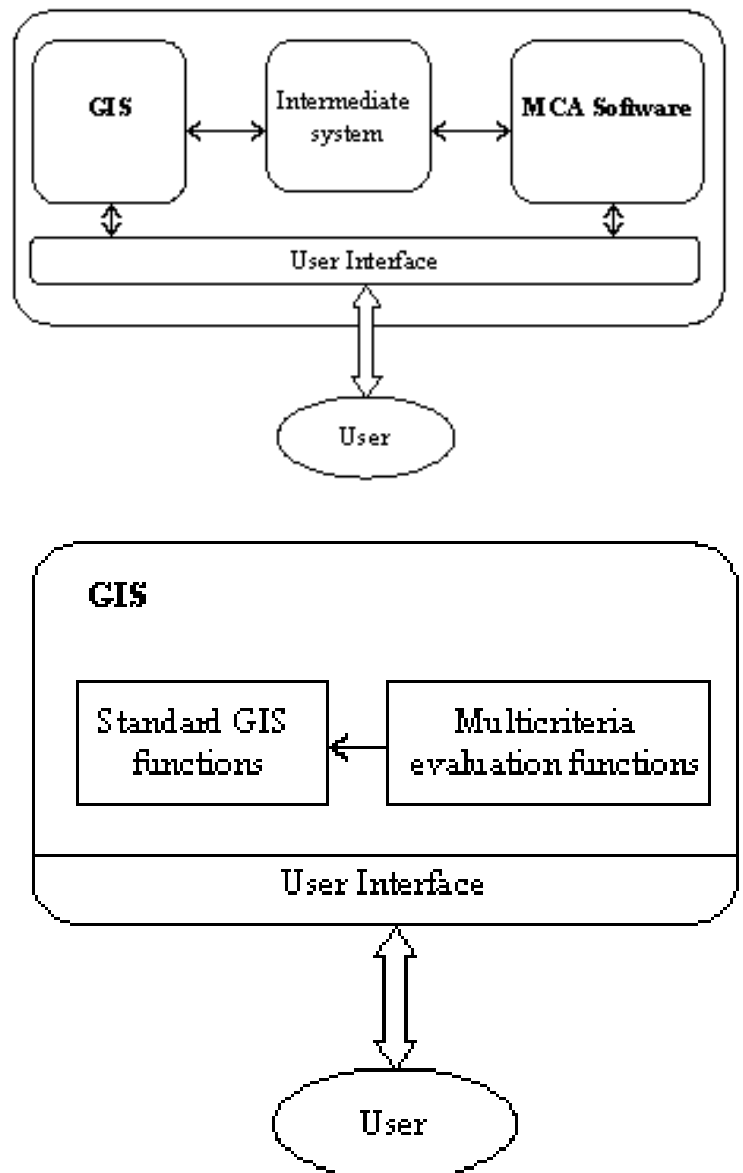 GIS
Intermediate
system
MCA Software
User Interface
User
GIS
Standard GIS
functions
Multicriteria
evaluation functions
User Interface
User